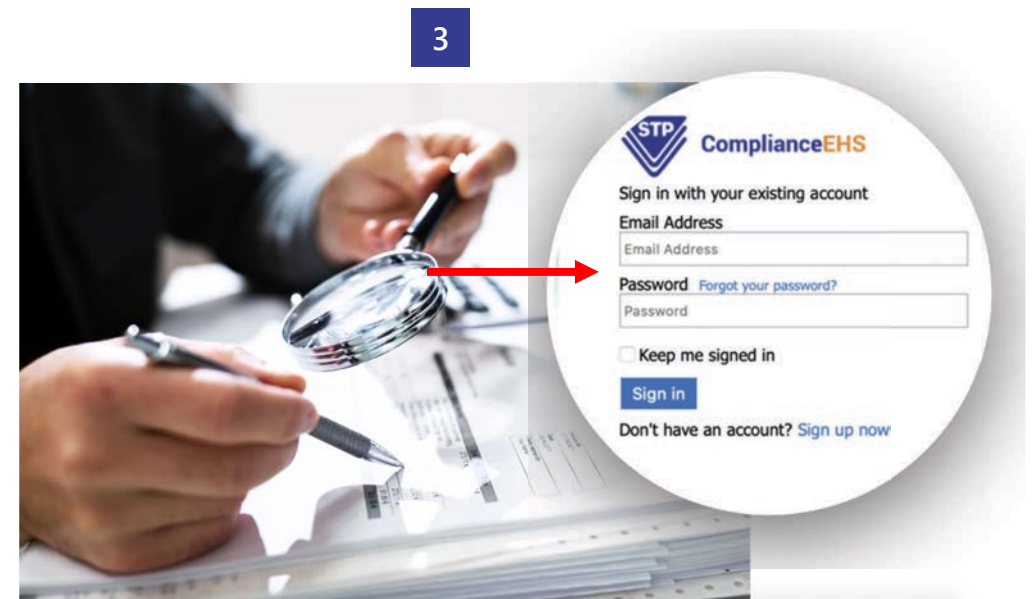 3
STP ComplianceEHS
Sign in with your existing account
Email Address
Email Address
Password Forgot your password?
Password
Keep me signed in
Sign in
Don't have an account? Sign up now